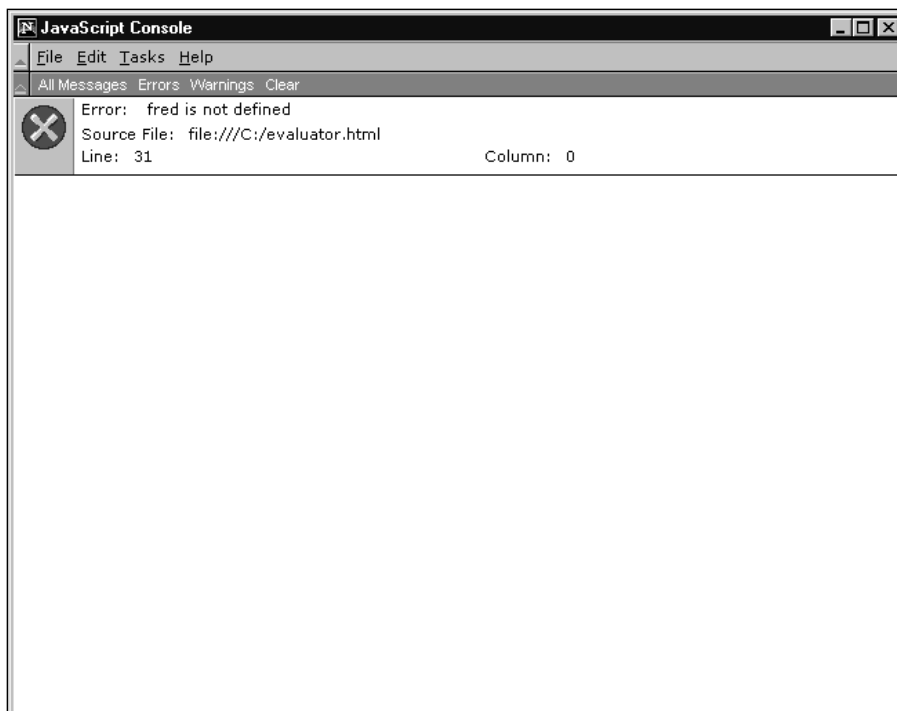 JavaScript Console
File Edit Tasks Help
All Messages Errors Warnings Clear
Error: fred is not defined
Source File: file:///C:/evaluator.html
Line: 31 Column: 0